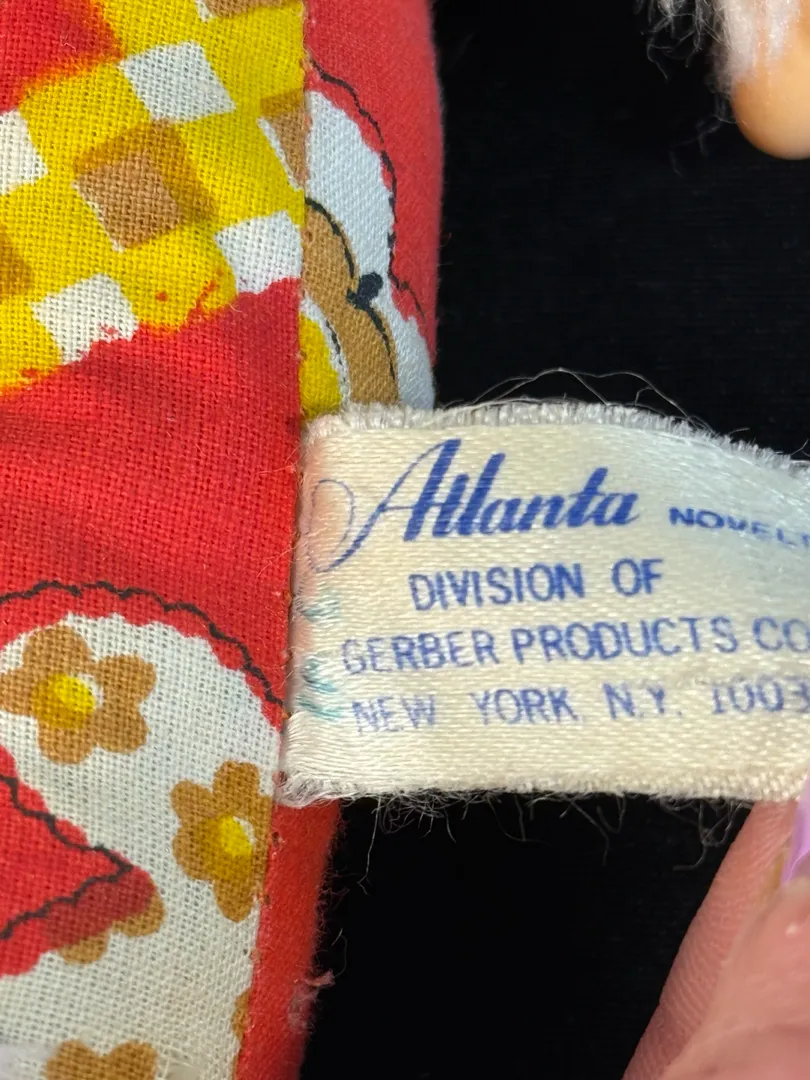 Atlanta NOVELT
DIVISION OF
GERBER PRODUCTS CO
NEW YORK N.Y. 1003